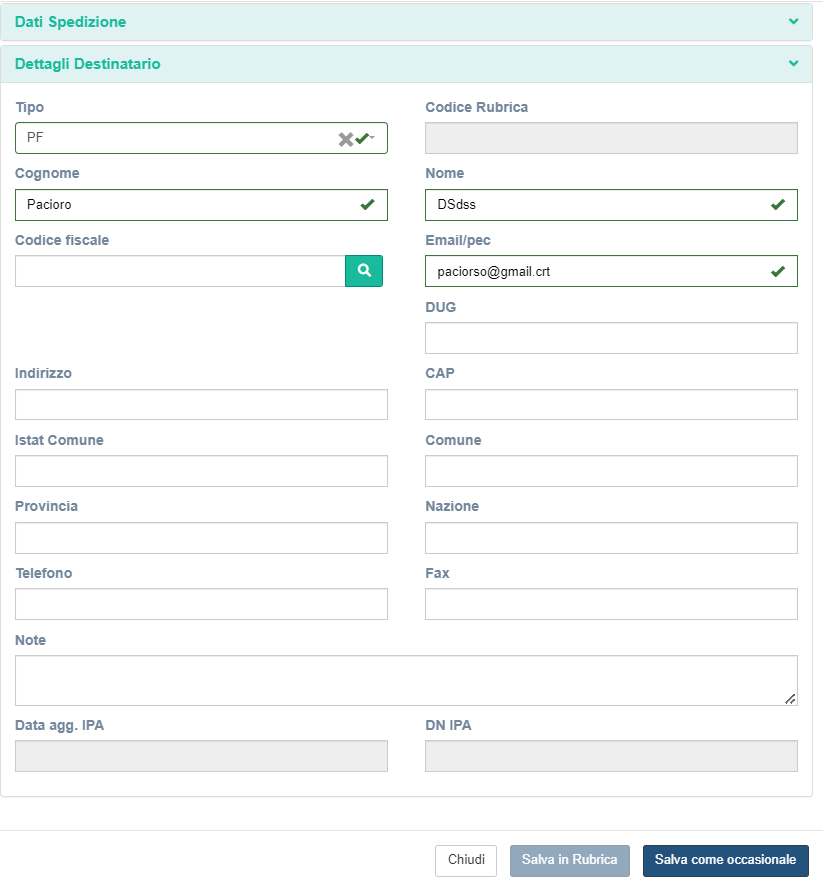 Dati Spedizione
Dettagli Destinatario
Tipo
Codice Rubrica
PF
Cognome
Nome
Pacioro
DSdss
Codice fiscale
Email/pec
paciorso@gmail.crt
DUG
Indirizzo
CAP
Istat Comune
Comune
Provincia
Nazione
Telefono
Fax
Note
Data agg. IPA
DN IPA
Chiudi
Salva in Rubrica
Salva come occasionale